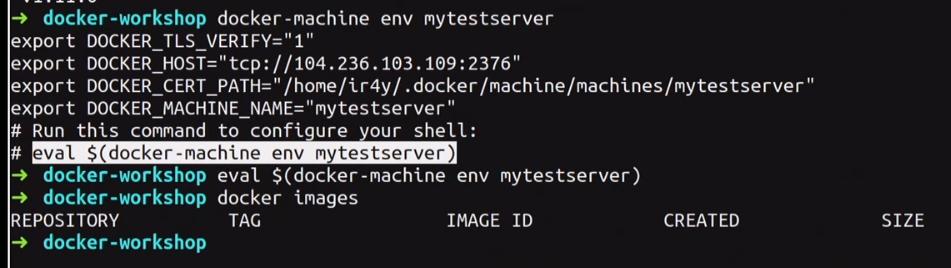 → docker-workshop docker-machine env mytestserver
export DOCKER_TLS_VERIFY="1"
export DOCKER_HOST="tcp://104.236.103.109:2376"
export DOCKER_CERT_PATH="/home/ir4y/.docker/machine/machines/mytestserver"
export DOCKER_MACHINE_NAME="mytestserver"
# Run this command to configure your shell:
# eval $(docker-machine env mytestserver)
→ docker-workshop eval $(docker-machine env mytestserver)
→ docker-workshop docker images
REPOSITORY TAG IMAGE ID CREATED SIZE
→ docker-workshop